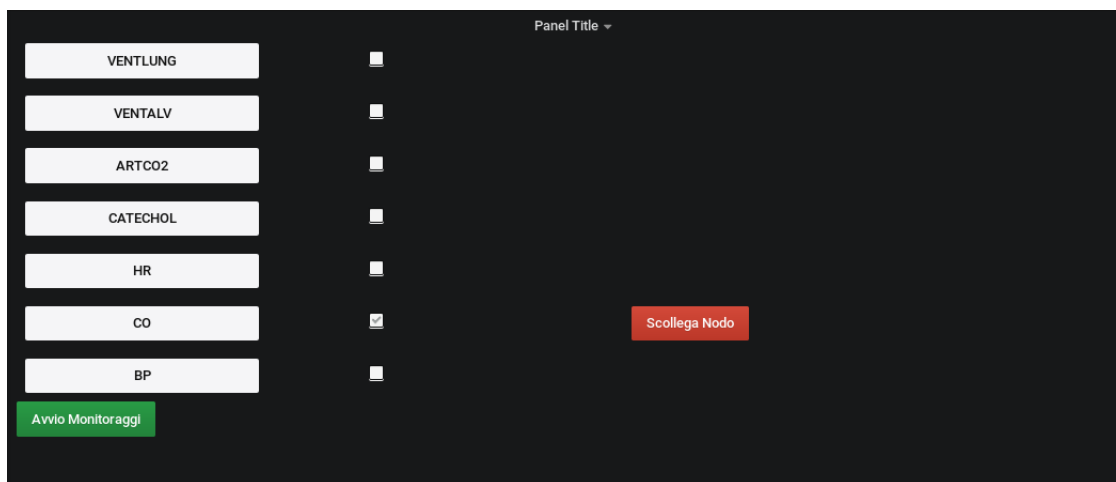 Panel Title
VENTLUNG
VENTALV
ARTCO2
CATECHOL
HR
CO
Scollega Nodo
BP
Avvio Monitoraggi